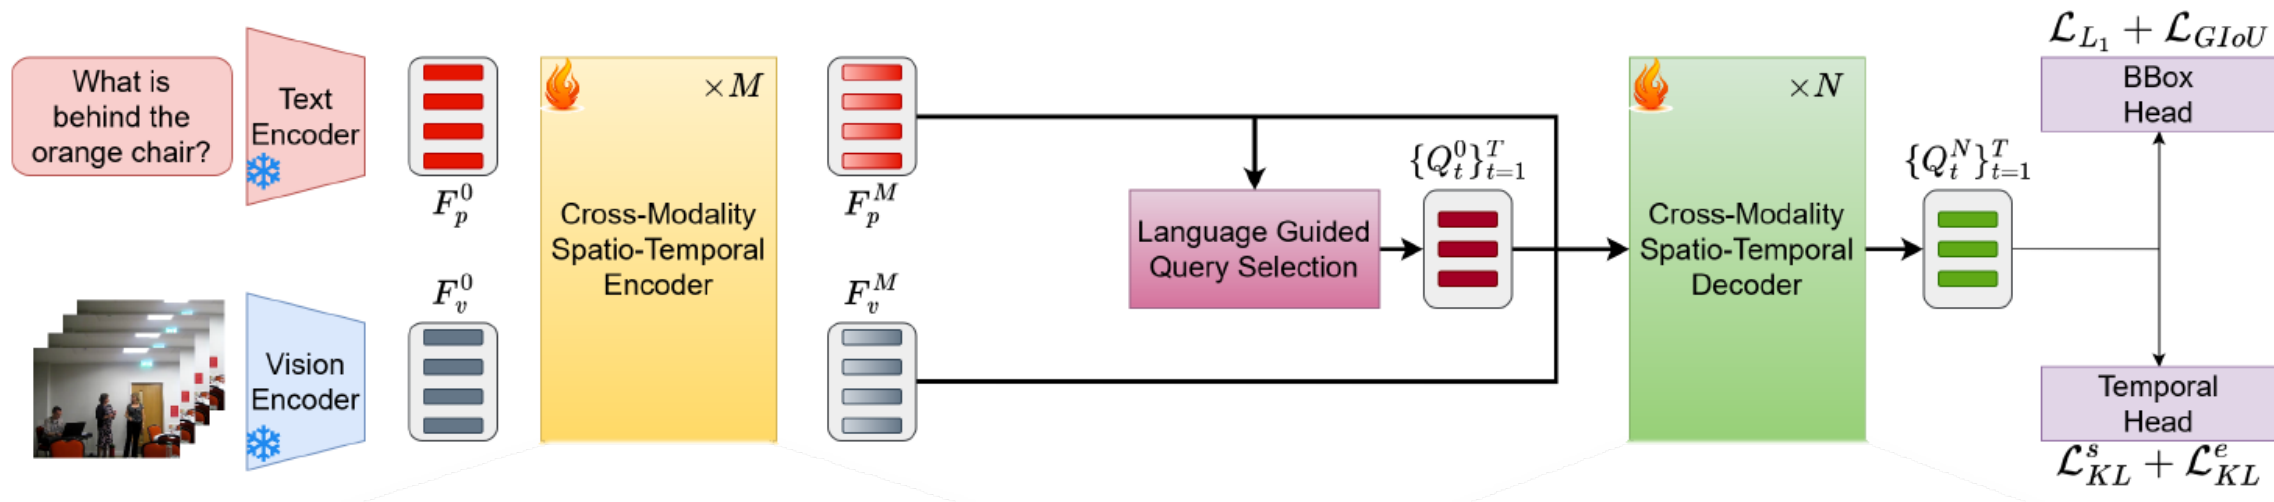 What is
behind the
orange chair?
Text
Encoder
F_p^0
×M
Cross-Modality
Spatio-Temporal
Encoder
F_p^M
Language Guided
Query Selection
{Q_t^0}_{t=1}^T
×N
Cross-Modality
Spatio-Temporal
Decoder
{Q_t^N}_{t=1}^T
ℒ_{L_1} + ℒ_{GIoU}
BBox
Head
Vision
Encoder
F_v^0
F_v^M
Temporal
Head
ℒ_{KL}^s + ℒ_{KL}^e